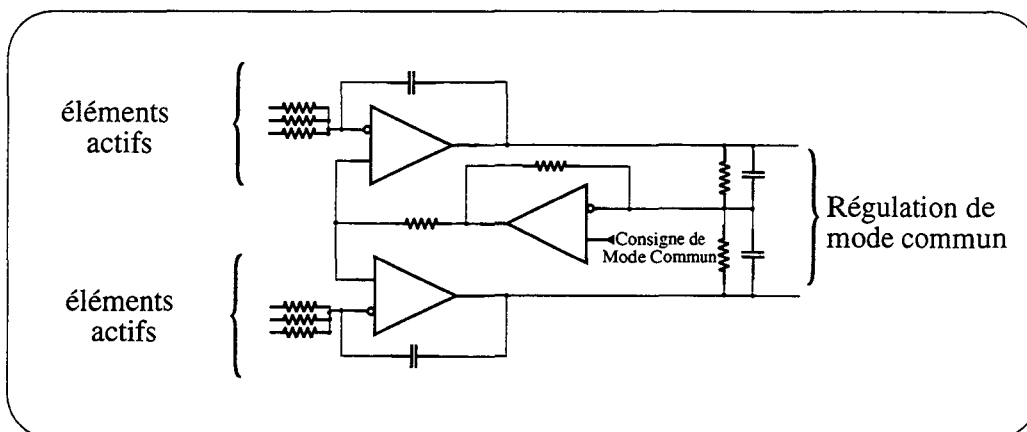 éléments
actifs
Consigne de
Mode Commun
Régulation de
mode commun
éléments
actifs